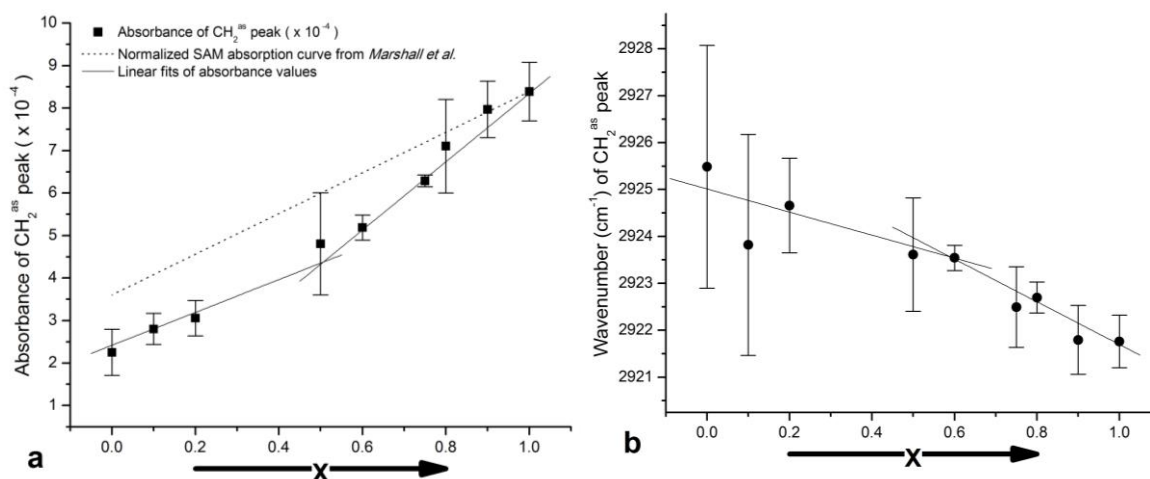 10
9
8
7
6
5
4
3
2
1
Absorbance of CH₂ᵃˢ peak ( x 10⁻⁴)
Absorbance of CH₂ᵃˢ peak ( x 10⁻⁴)
Normalized SAM absorption curve from Marshall et al.
Linear fits of absorbance values
0.0 0.2 0.4 0.6 0.8 1.0
a
X
2928
2927
2926
2925
2924
2923
2922
2921
Wavenumber (cm⁻¹) of CH₂ᵃˢ peak
0.0 0.2 0.4 0.6 0.8 1.0
b
X